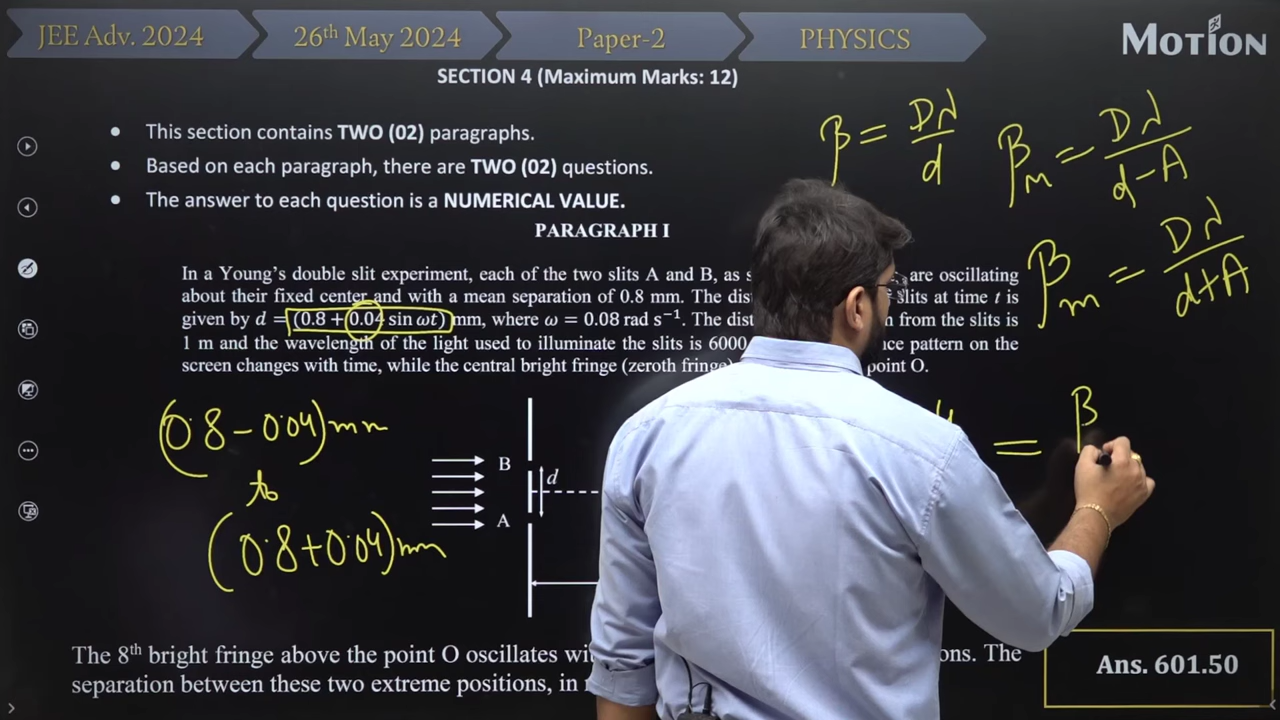 JEE Adv. 2024
26th May 2024
Paper-2
PHYSICS
MOTION
SECTION 4 (Maximum Marks: 12)
• This section contains TWO (02) paragraphs.
• Based on each paragraph, there are TWO (02) questions.
• The answer to each question is a NUMERICAL VALUE.
β = Dλ/d
βm = Dλ/d-A
βm = Dλ/d+A
PARAGRAPH I
In a Young's double slit experiment, each of the two slits A and B, as are oscillating
about their fixed center and with a mean separation of 0.8 mm. The slits at time t is
given by d = (0.8 + 0.04 sin ωt) mm, where ω = 0.08 rad s⁻¹. The from the slits is
1 m and the wavelength of the light used to illuminate the slits is 6000 pattern on the
screen changes with time, while the central bright fringe (zeroth fringe) point O.
(0.8-0.04)mm
to
(0.8+0.04)mm
= β
B
d
A
The 8th bright fringe above the point O oscillates The
separation between these two extreme positions, in
Ans. 601.50